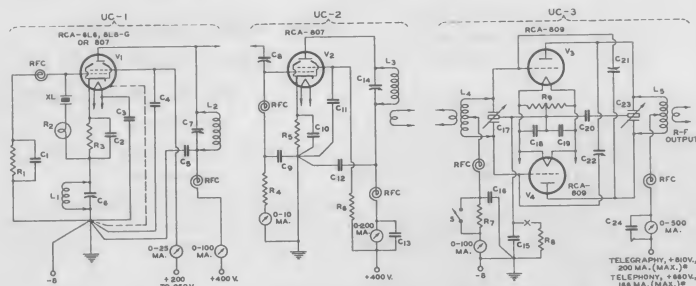 UC-1
UC-2
UC-3
RCA-6L6, 6L6-G
OR 807
RCA-807
RCA-809
V1
V2
V3
V4
RCA-
809
RFC
XL
R2
R1
C1
L1
R3
C2
C6
C3
C4
C5
C7
L2
RFC
-B
0-25
MA.
+200
0-100
MA.
+400V.
C8
RFC
R5
C10
C11
C9
R4
0-10
MA.
C12
R6
C14
L3
RFC
0-200
MA.
C13
+400 V.
L4
C17
RFC
C16
S
R7
0-100
MA.
-B
C15
X
R8
R9
C18
C19
C20
C21
C22
C23
L5
R-F
OUTPUT
RFC
C24
0-500
MA.
TELEGRAPHY, +810V.,
200 MA.(MAX.)
TELEPHONY, +660V.,